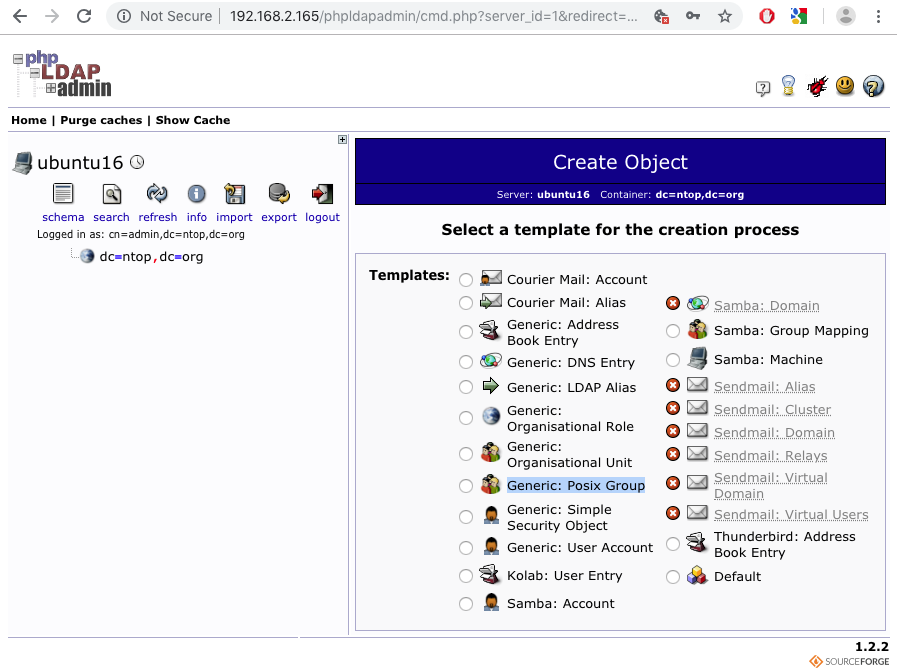 Not Secure | 192.168.2.165/phpldapadmin/cmd.php?server_id=1&redirect=...
php
LDAP
admin
Home | Purge caches | Show Cache
ubuntu16
schema search refresh info import export logout
Logged in as: cn=admin,dc=ntop,dc=org
dc=ntop,dc=org
Create Object
Server: ubuntu16 Container: dc=ntop,dc=org
Select a template for the creation process
Templates:
Courier Mail: Account
Courier Mail: Alias
Generic: Address
Book Entry
Generic: DNS Entry
Generic: LDAP Alias
Generic:
Organisational Role
Generic:
Organisational Unit
Generic: Posix Group
Generic: Simple
Security Object
Generic: User Account
Kolab: User Entry
Samba: Account
Samba: Domain
Samba: Group Mapping
Samba: Machine
Sendmail: Alias
Sendmail: Cluster
Sendmail: Domain
Sendmail: Relays
Sendmail: Virtual
Domain
Sendmail: Virtual Users
Thunderbird: Address
Book Entry
Default
1.2.2
SOURCEFORGE